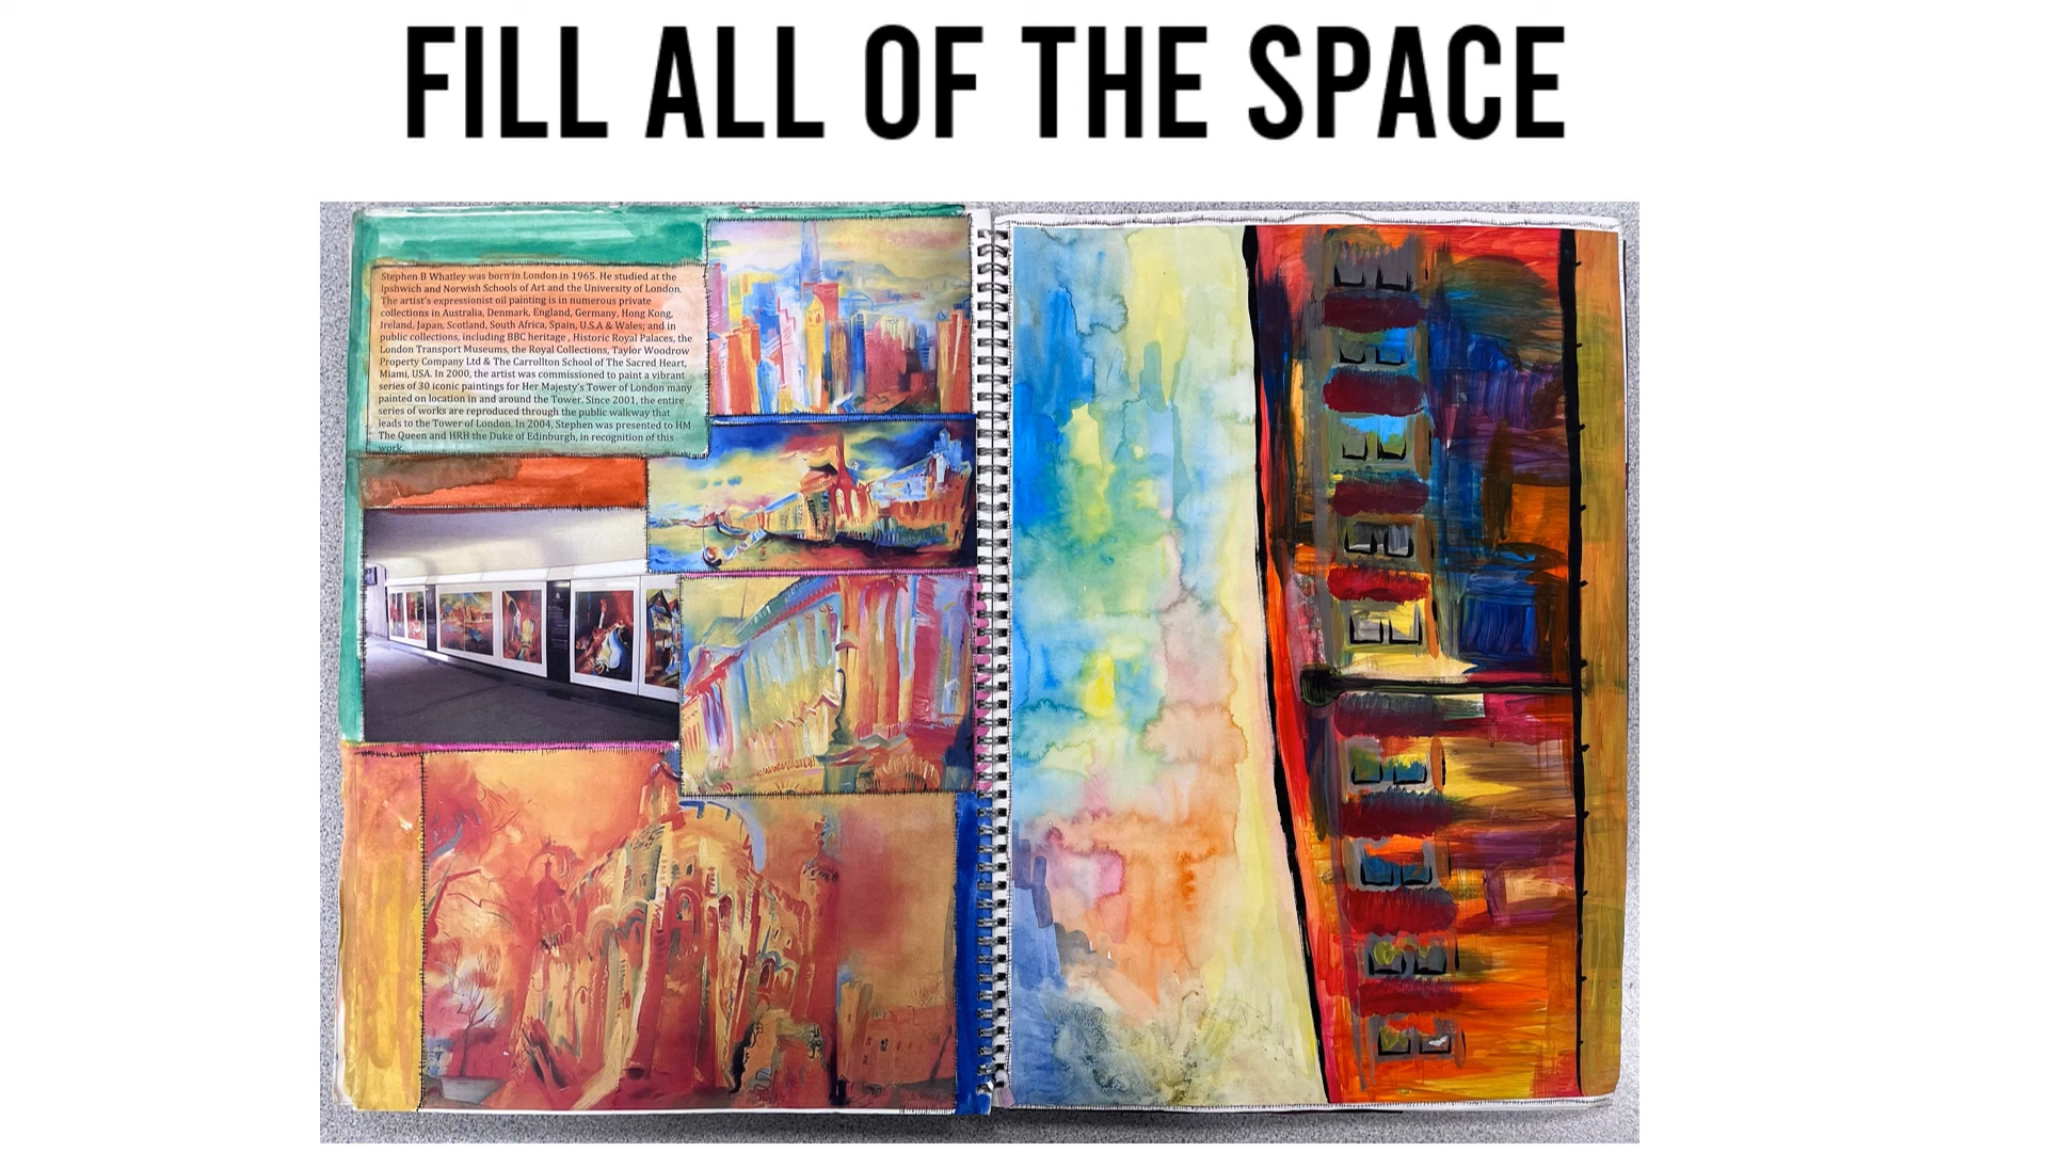 FILL ALL OF THE SPACE
Stephen B Whatley was born in London in 1965. He studied at the
Ipshwich and Norwish Schools of Art and the University of London.
The artist's expressionist oil painting is in numerous private
collections in Australia, Denmark, England, Germany, Hong Kong,
Ireland, Japan, Scotland, South Africa, Spain, U.S.A & Wales; and in
public collections, including BBC heritage , Historic Royal Palaces, the
London Transport Museums, the Royal Collections, Taylor Woodrow
Property Company Ltd & The Carrollton School of The Sacred Heart,
Miami, USA. In 2000, the artist was commissioned to paint a vibrant
series of 30 iconic paintings for Her Majesty's Tower of London many
painted on location in and around the Tower. Since 2001, the entire
series of works are reproduced through the public walkway that
leads to the Tower of London. In 2004, Stephen was presented to HM
The Queen and HRH the Duke of Edinburgh, in recognition of this
work.